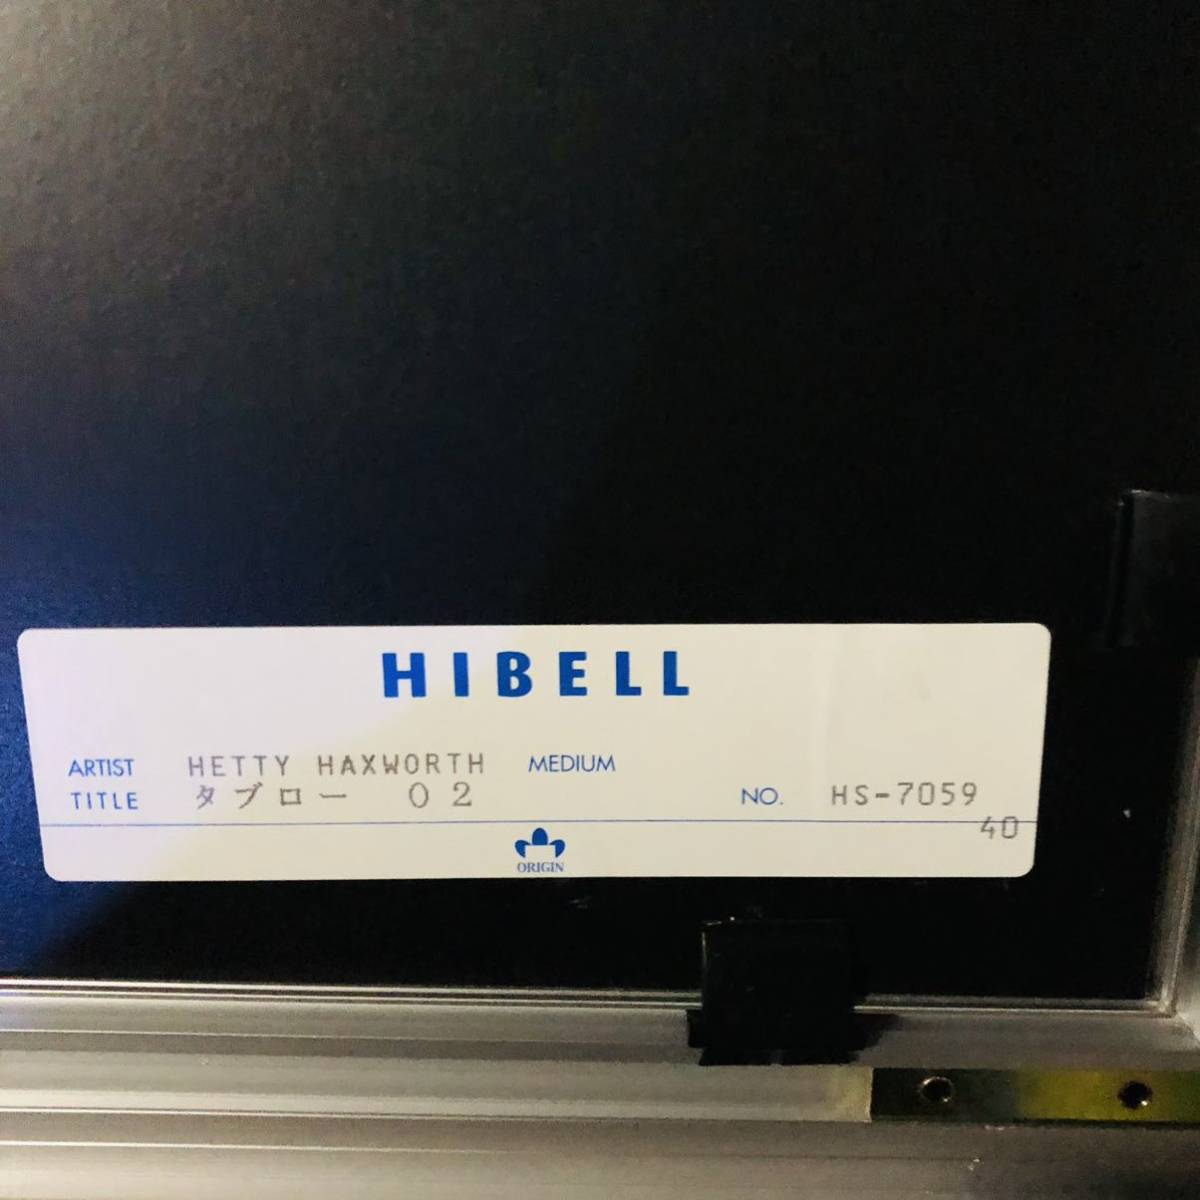 HIBELL
ARTIST HETTY HAXWORTH MEDIUM
TITLE タブロー 02 NO. HS-7059
40
ORIGIN